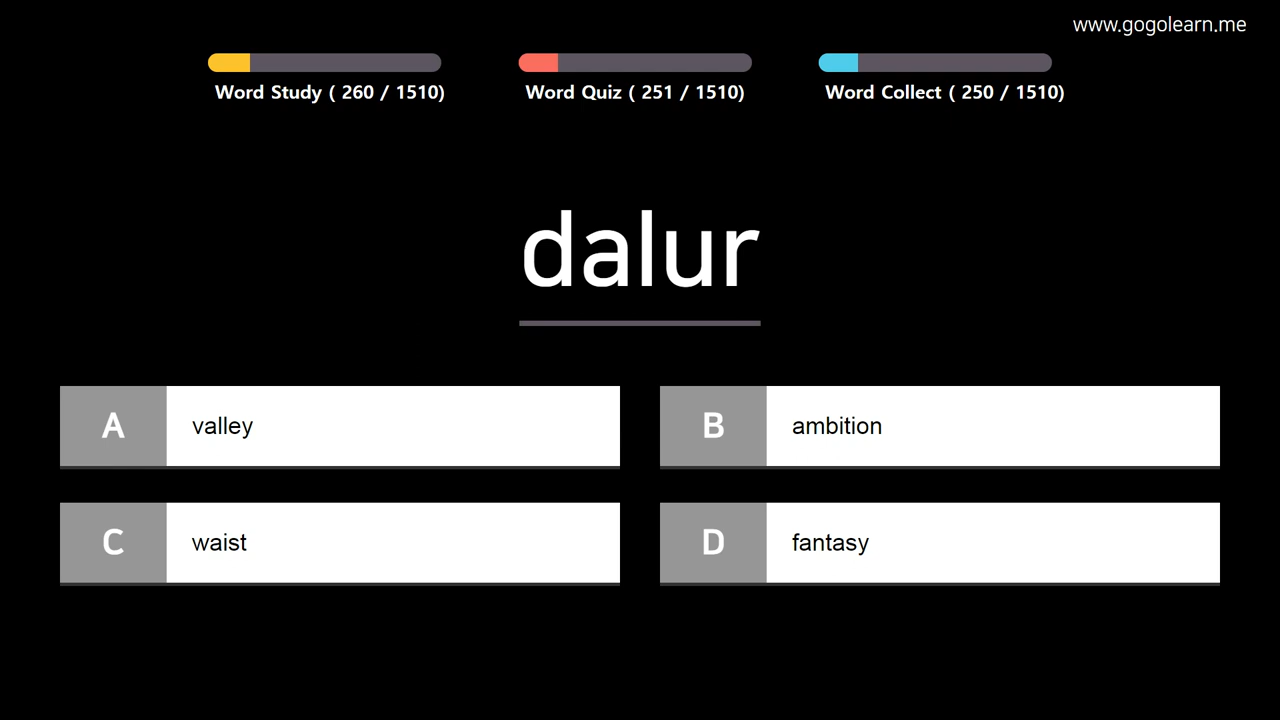 www.gogolearn.me
Word Study ( 260 / 1510)
Word Quiz ( 251 / 1510)
Word Collect ( 250 / 1510)
dalur
A valley
B ambition
C waist
D fantasy